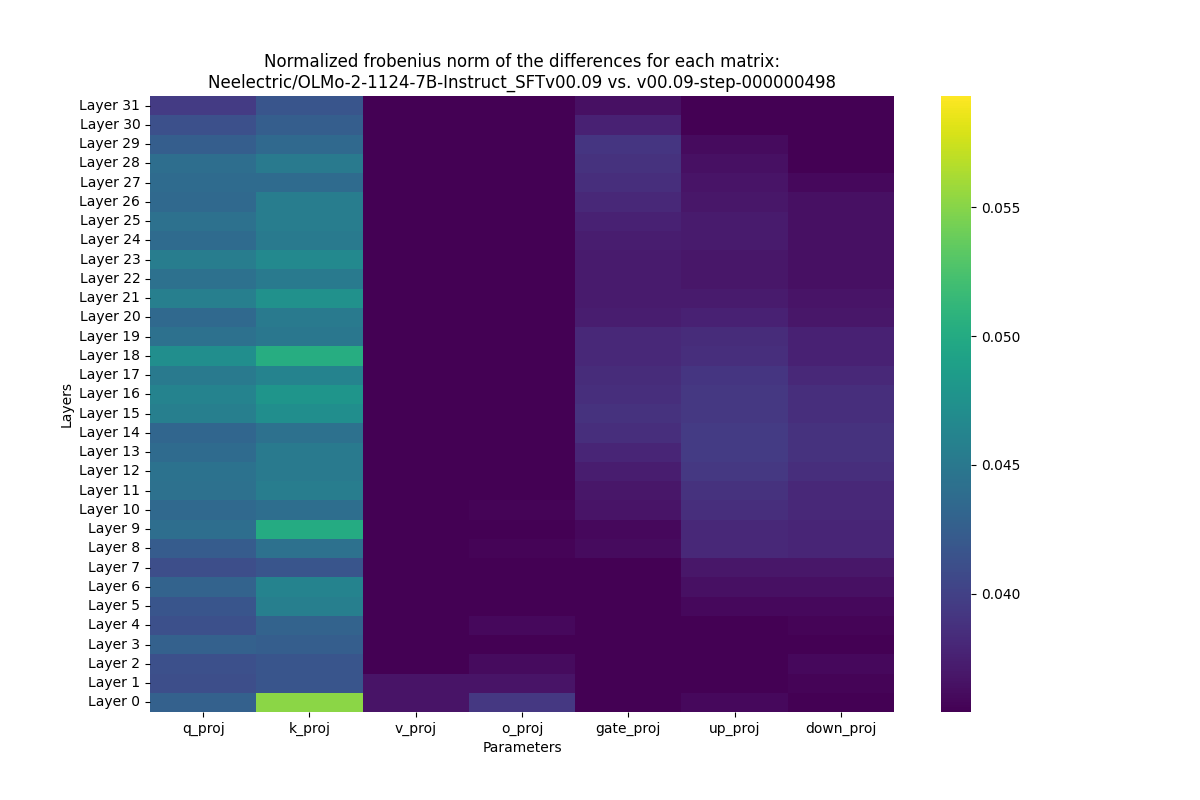 Normalized frobenius norm of the differences for each matrix:
Neelectric/OLMo-2-1124-7B-Instruct_SFTv00.09 vs. v00.09-step-000000498
Layers
Layer 31
Layer 30
Layer 29
Layer 28
Layer 27
Layer 26
Layer 25
Layer 24
Layer 23
Layer 22
Layer 21
Layer 20
Layer 19
Layer 18
Layer 17
Layer 16
Layer 15
Layer 14
Layer 13
Layer 12
Layer 11
Layer 10
Layer 9
Layer 8
Layer 7
Layer 6
Layer 5
Layer 4
Layer 3
Layer 2
Layer 1
Layer 0
q_proj k_proj v_proj o_proj gate_proj up_proj down_proj
Parameters
0.055
0.050
0.045
0.040